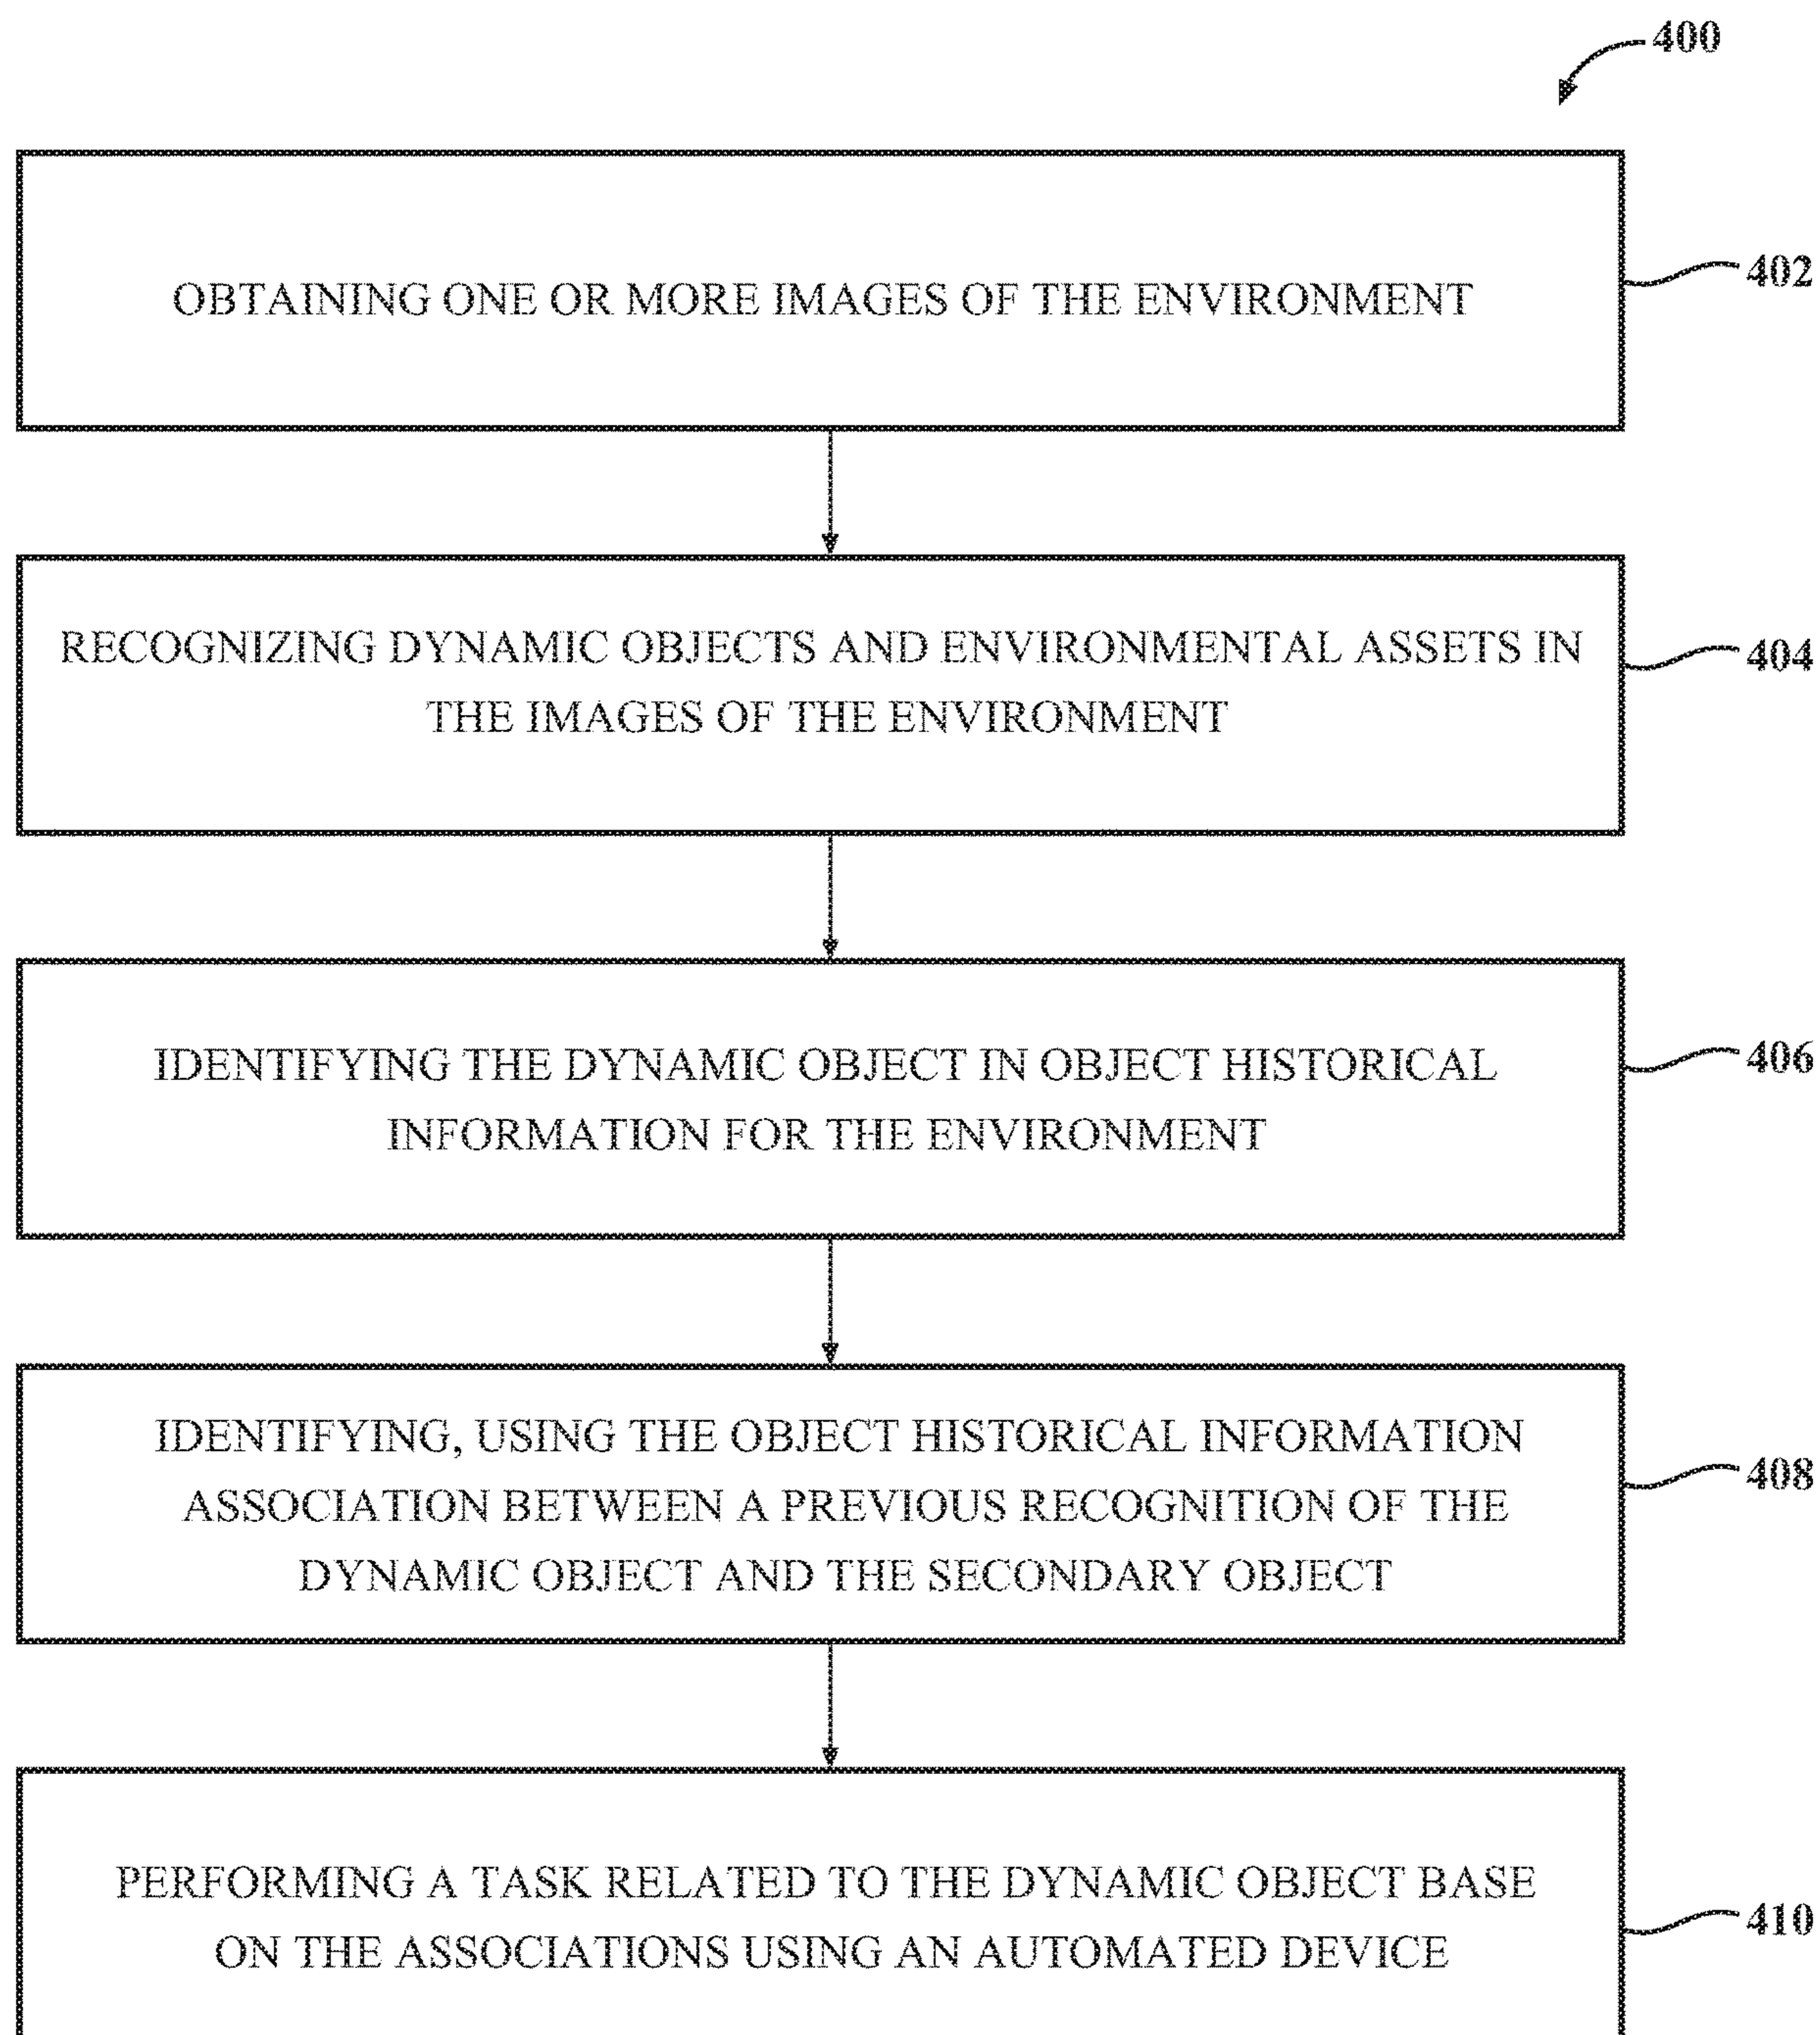 400
OBTAINING ONE OR MORE IMAGES OF THE ENVIRONMENT
402
RECOGNIZING DYNAMIC OBJECTS AND ENVIRONMENTAL ASSETS IN
THE IMAGES OF THE ENVIRONMENT
404
IDENTIFYING THE DYNAMIC OBJECT IN OBJECT HISTORICAL
INFORMATION FOR THE ENVIRONMENT
406
IDENTIFYING, USING THE OBJECT HISTORICAL INFORMATION
ASSOCIATION BETWEEN A PREVIOUS RECOGNITION OF THE
DYNAMIC OBJECT AND THE SECONDARY OBJECT
408
PERFORMING A TASK RELATED TO THE DYNAMIC OBJECT BASE
ON THE ASSOCIATIONS USING AN AUTOMATED DEVICE
410